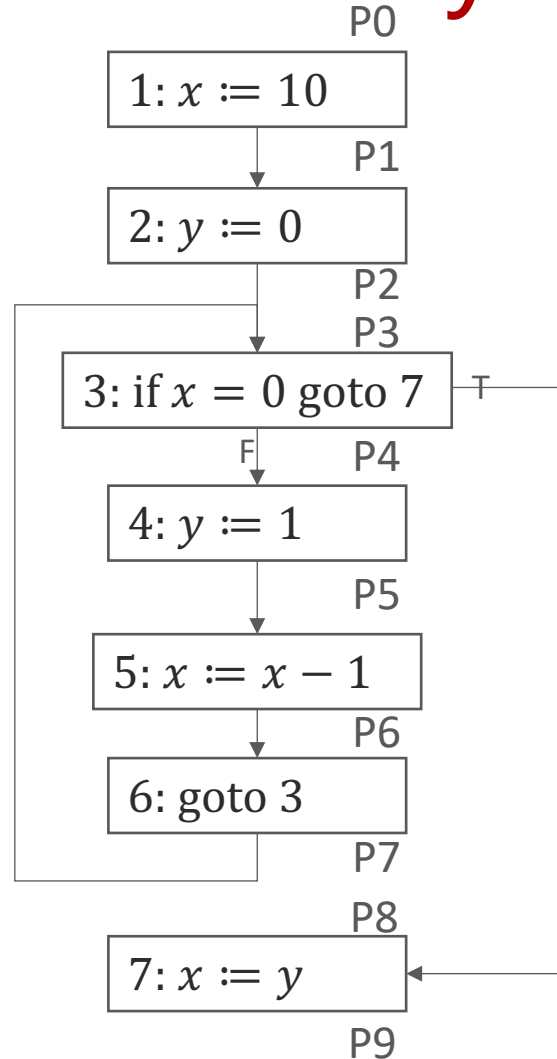 P0
1: x := 10
P1
2: y := 0
P2
P3
3: if x = 0 goto 7
T
F
P4
4: y := 1
P5
5: x := x − 1
P6
6: goto 3
P7
P8
7: x := y
P9